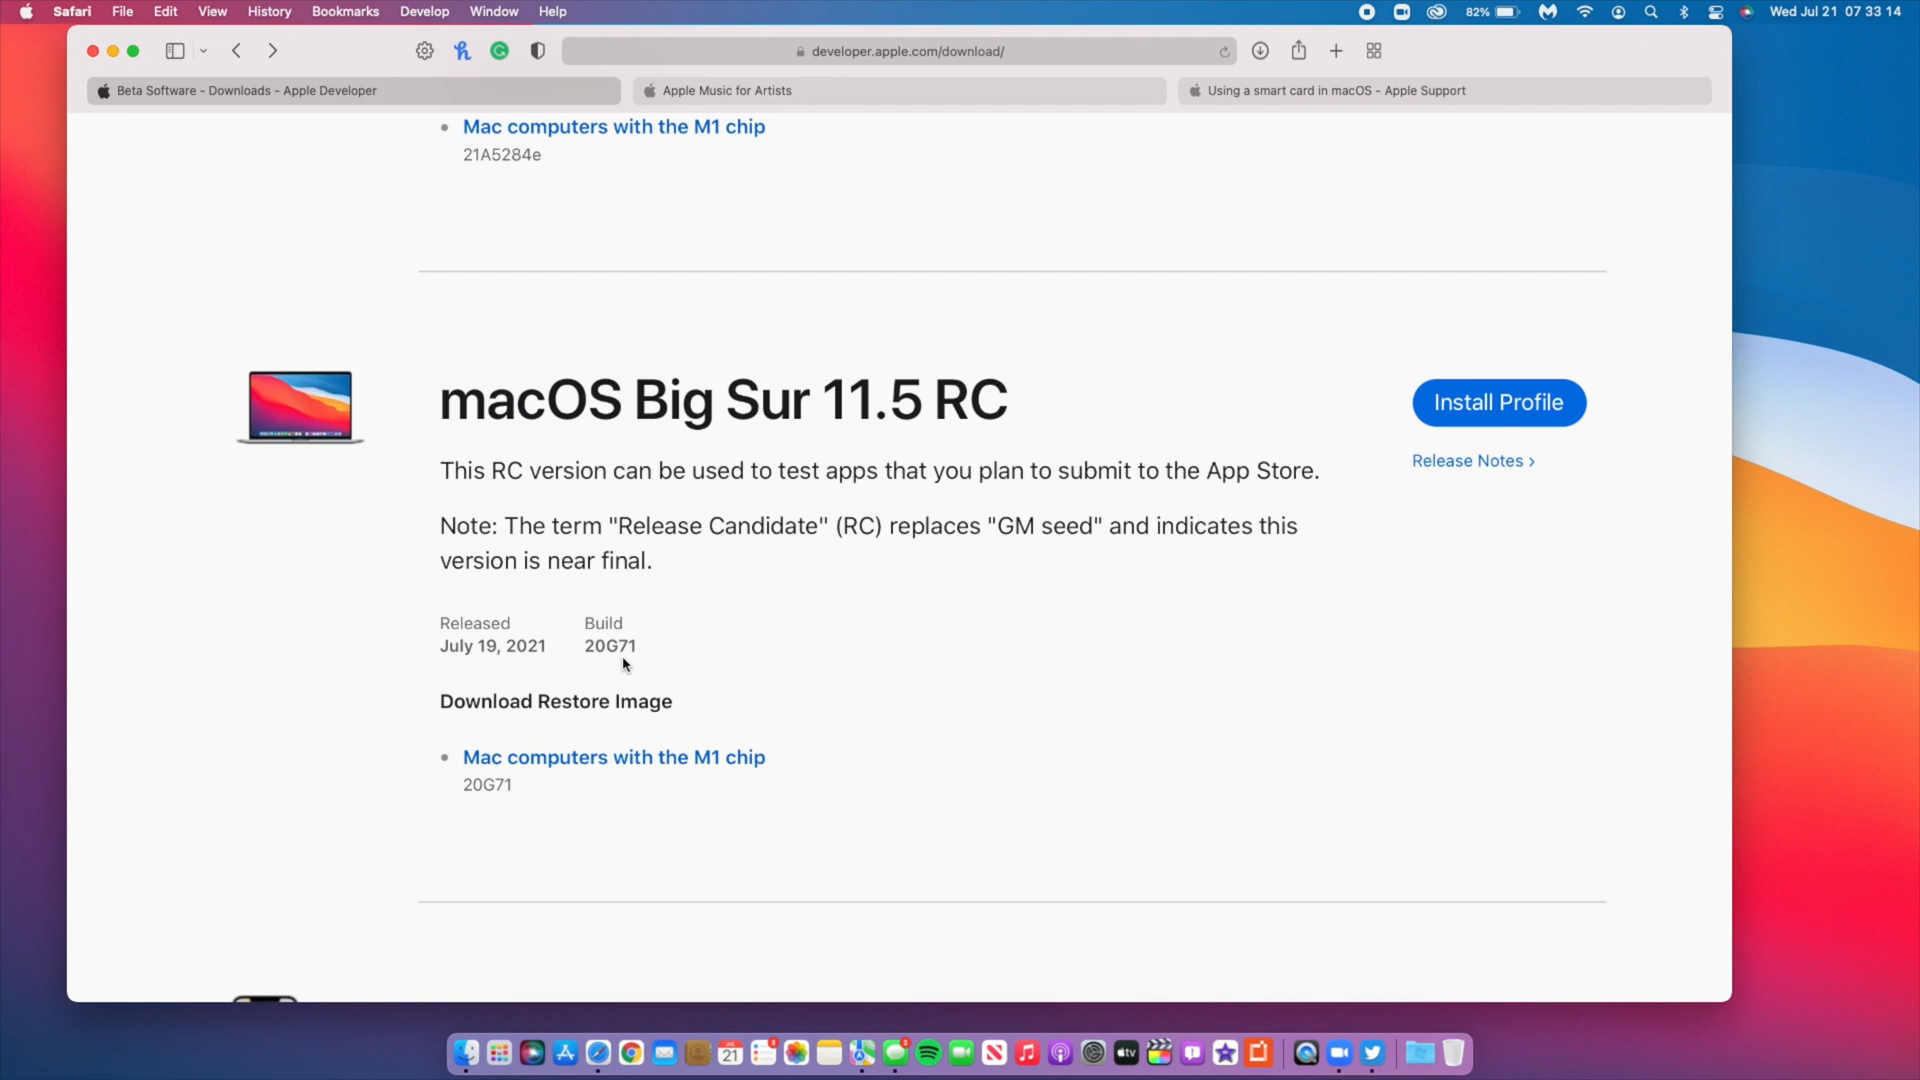 Safari File Edit View History Bookmarks Develop Window Help
82% Wed Jul 21 07 33 14
developer.apple.com/download/
Beta Software - Downloads - Apple Developer
Apple Music for Artists
Using a smart card in macOS - Apple Support
Mac computers with the M1 chip
21A5284e
macOS Big Sur 11.5 RC
Install Profile
This RC version can be used to test apps that you plan to submit to the App Store.
Release Notes ›
Note: The term "Release Candidate" (RC) replaces "GM seed" and indicates this
version is near final.
Released Build
July 19, 2021 20G71
Download Restore Image
Mac computers with the M1 chip
20G71
21
tv